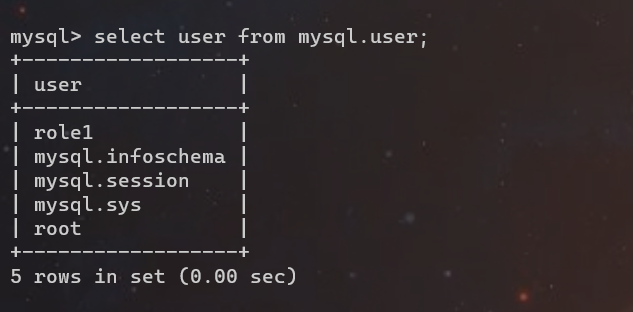 mysql> select user from mysql.user;
+------------------+
| user             |
+------------------+
| role1            |
| mysql.infoschema |
| mysql.session    |
| mysql.sys        |
| root             |
+------------------+
5 rows in set (0.00 sec)